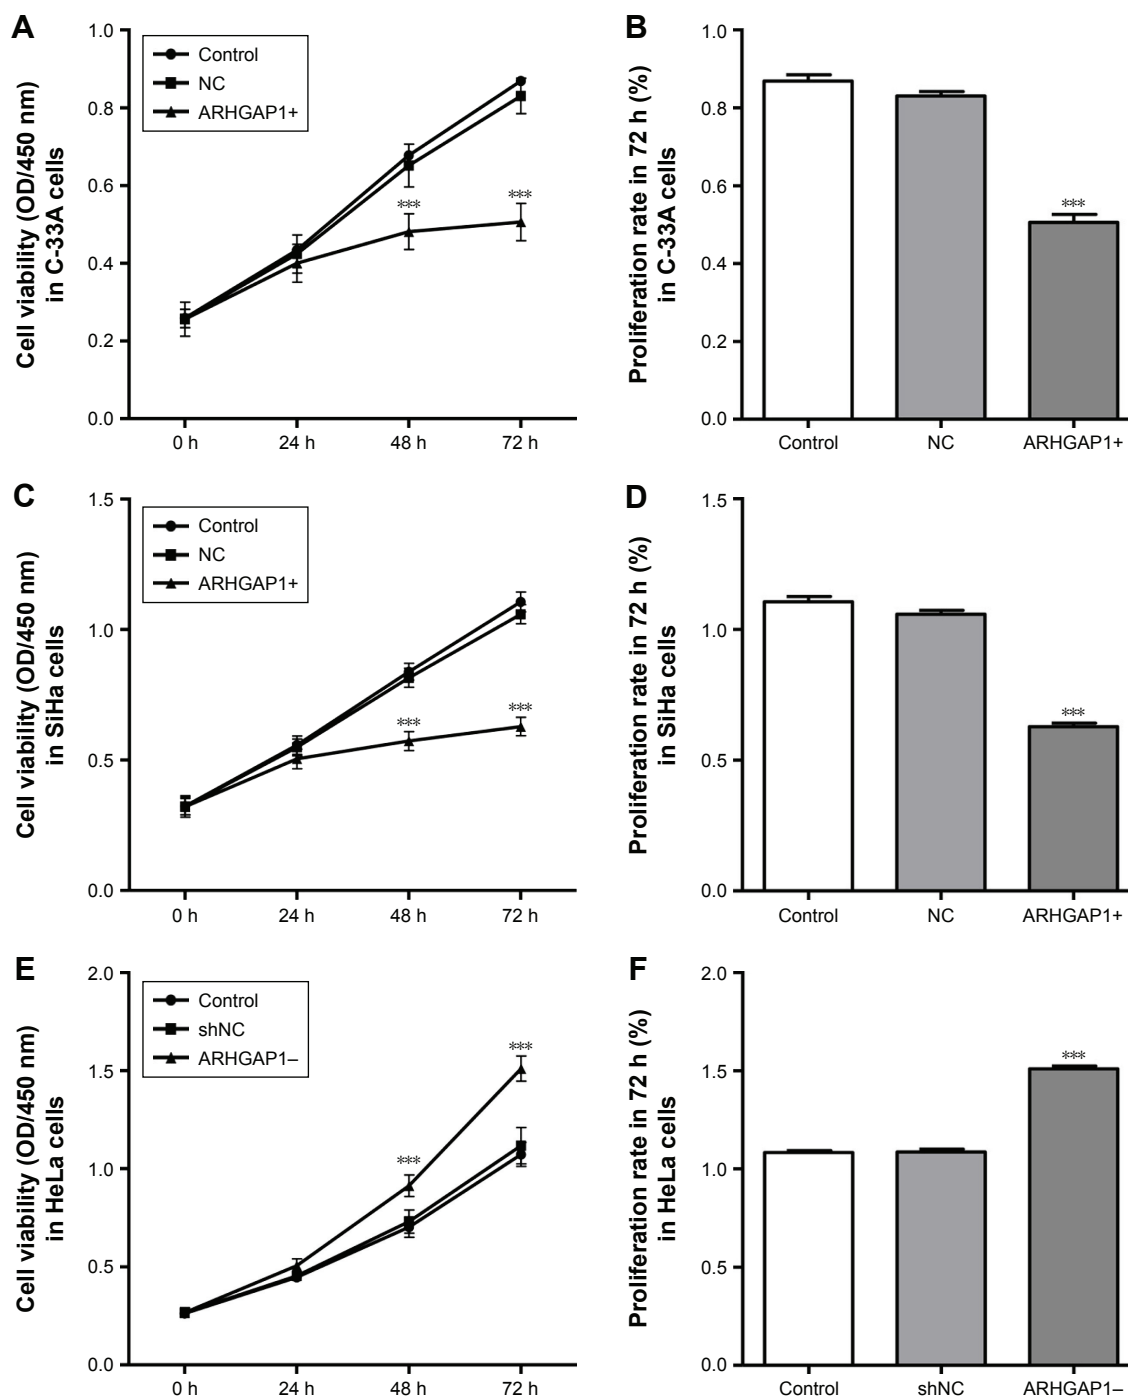 A
Cell viability (OD/450 nm)
in C-33A cells
1.0
0.8
0.6
0.4
0.2
0.0
Control
NC
ARHGAP1+
***
***
0 h
24 h
48 h
72 h
B
Proliferation rate in 72 h (%)
in C-33A cells
1.0
0.8
0.6
0.4
0.2
0.0
***
Control
NC
ARHGAP1+
C
Cell viability (OD/450 nm)
in SiHa cells
1.5
1.0
0.5
0.0
Control
NC
ARHGAP1+
***
***
0 h
24 h
48 h
72 h
D
Proliferation rate in 72 h (%)
in SiHa cells
1.5
1.0
0.5
0.0
***
Control
NC
ARHGAP1+
E
Cell viability (OD/450 nm)
in HeLa cells
2.0
1.5
1.0
0.5
0.0
Control
shNC
ARHGAP1–
***
***
0 h
24 h
48 h
72 h
F
Proliferation rate in 72 h (%)
in HeLa cells
2.0
1.5
1.0
0.5
0.0
***
Control
shNC
ARHGAP1–